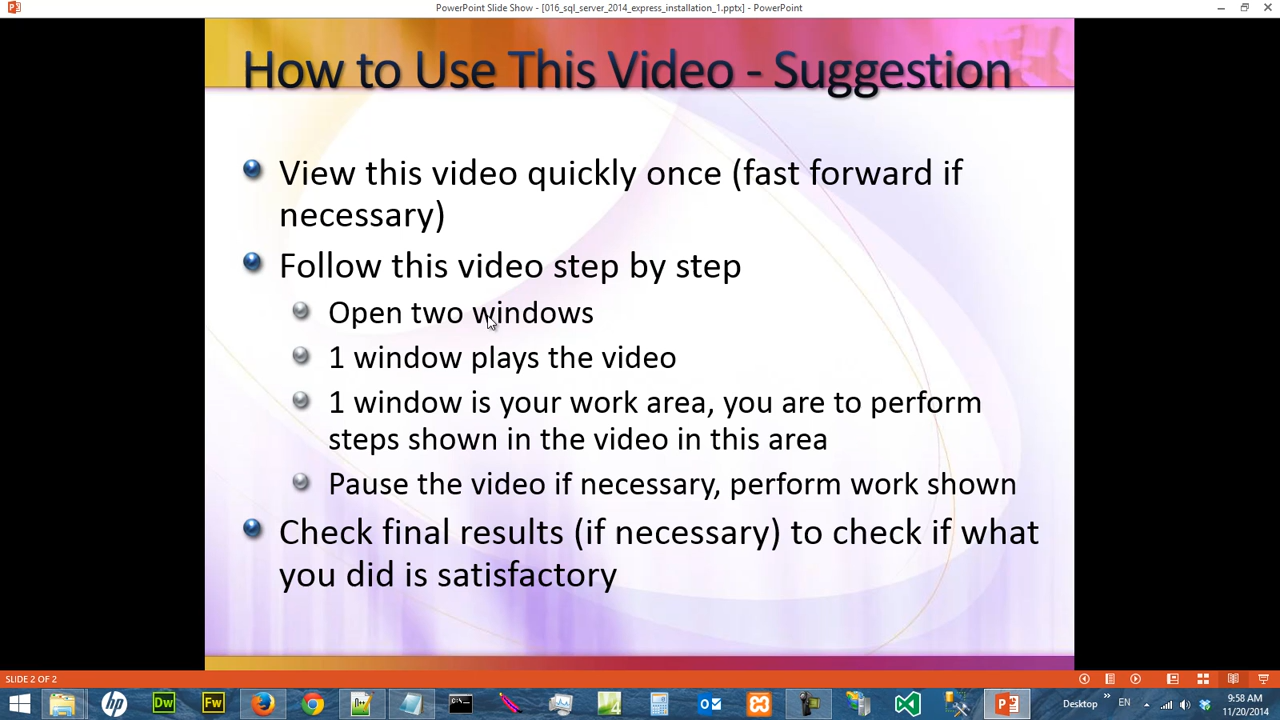 PowerPoint Slide Show - [016_sql_server_2014_express_installation_1.pptx] - PowerPoint
How to Use This Video - Suggestion
View this video quickly once (fast forward if
necessary)
Follow this video step by step
Open two windows
1 window plays the video
1 window is your work area, you are to perform
steps shown in the video in this area
Pause the video if necessary, perform work shown
Check final results (if necessary) to check if what
you did is satisfactory
SLIDE 2 OF 2
hp
Dw
Fw
Desktop
EN
9:58 AM
11/20/2014